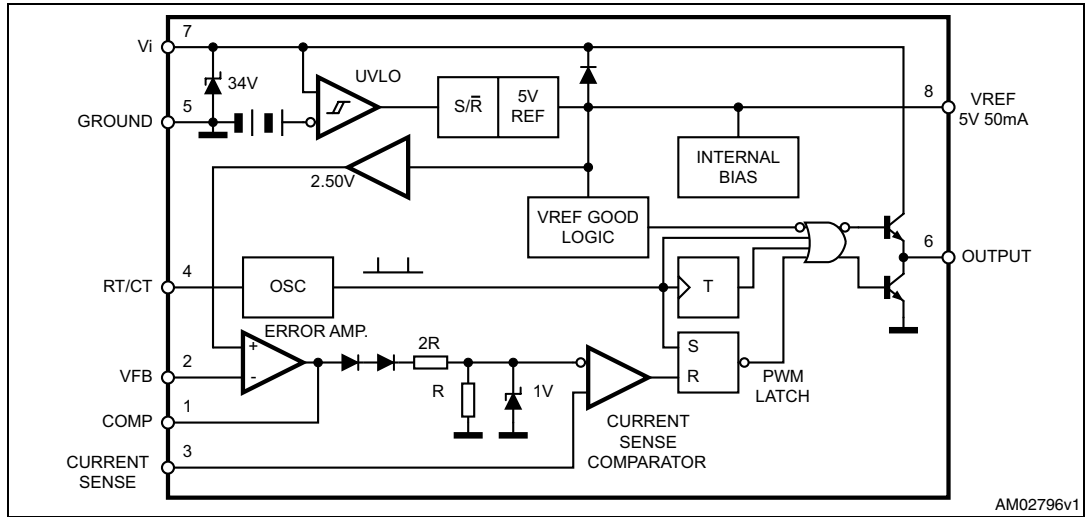 7
Vi
34V
UVLO
S/R̅
5V
REF
8
VREF
5V 50mA
5
GROUND
2.50V
INTERNAL
BIAS
VREF GOOD
LOGIC
6
OUTPUT
4
RT/CT
OSC
T
ERROR AMP.
+
-
2R
R
1V
S
R
PWM
LATCH
2
VFB
1
COMP
3
CURRENT
SENSE
CURRENT
SENSE
COMPARATOR
AM02796v1